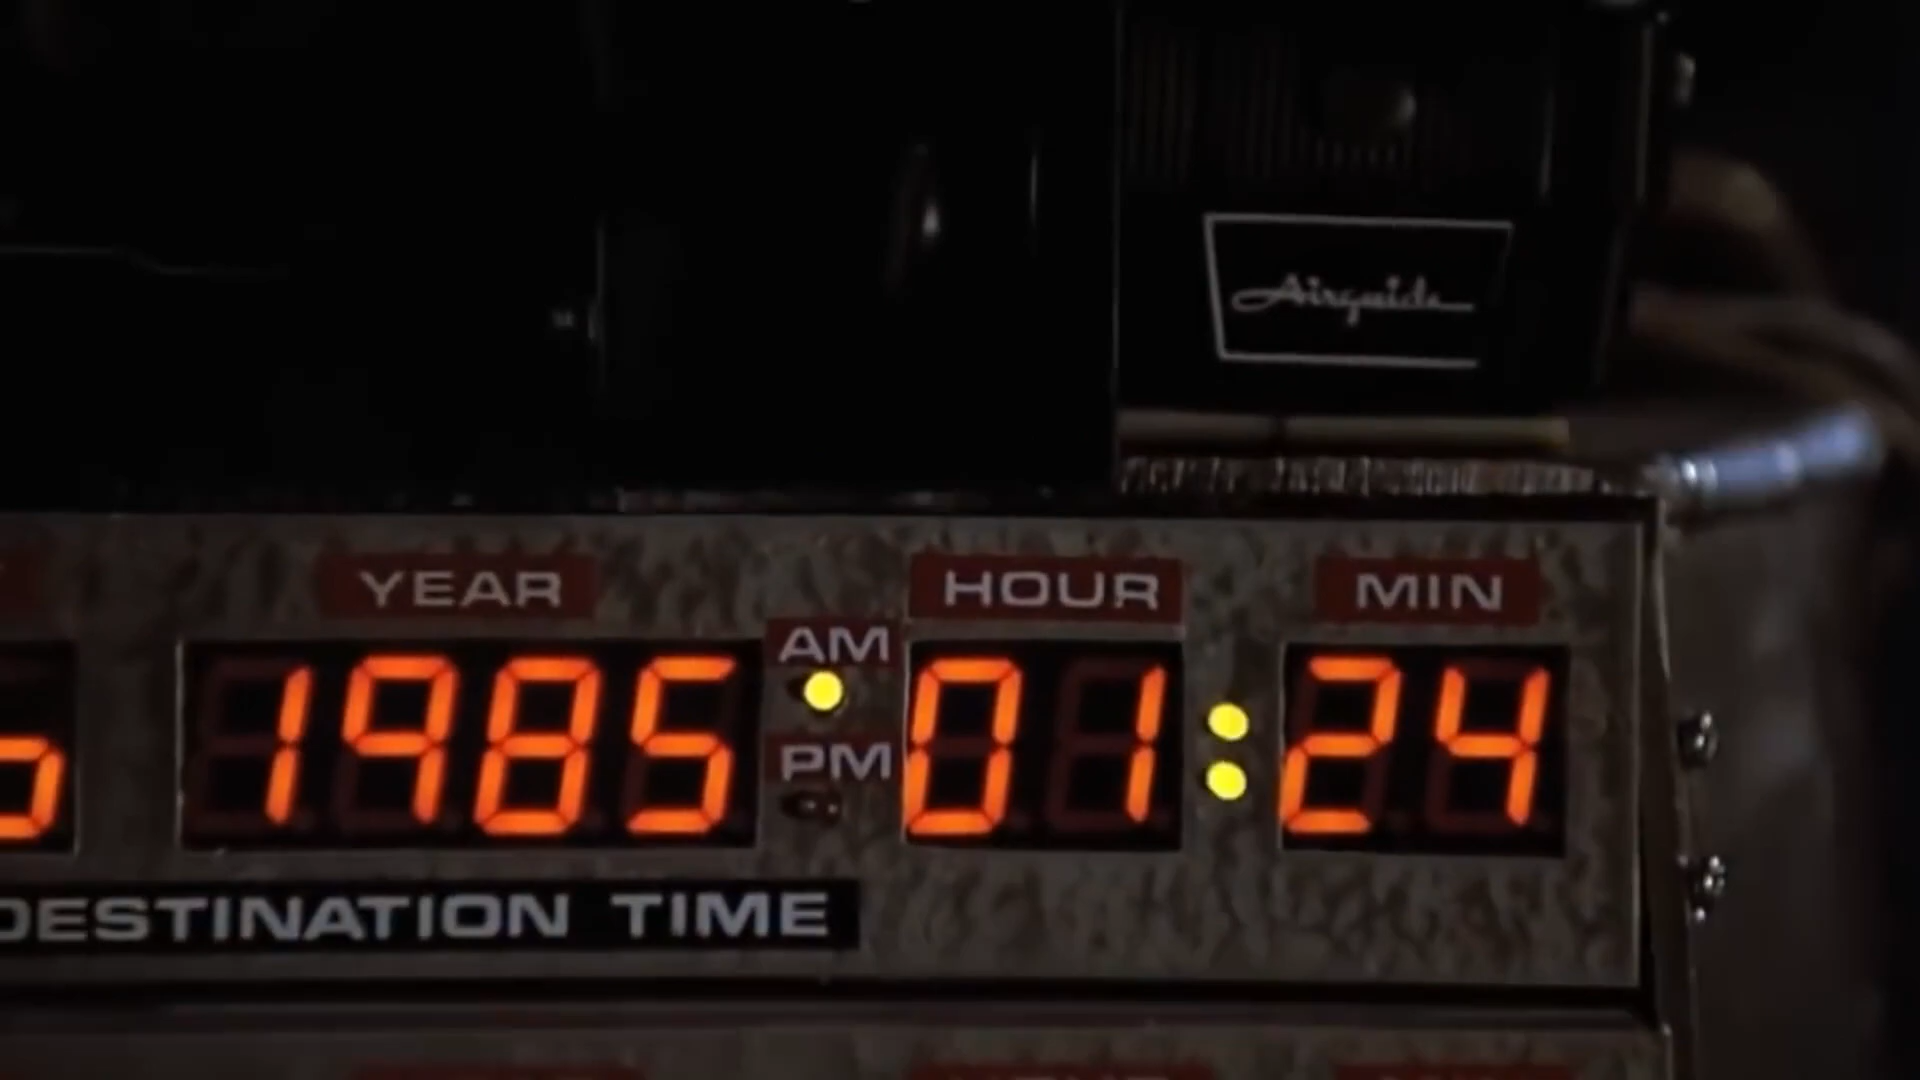 Airguide
YEAR AM HOUR MIN
1985 01:24
PM
DESTINATION TIME